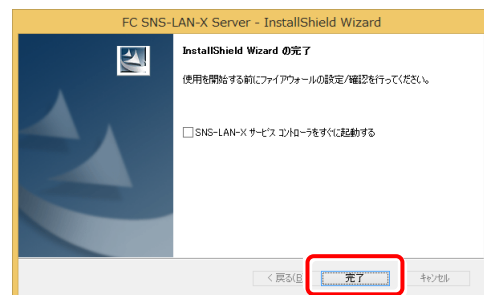 FC SNS-LAN-X Server - InstallShield Wizard
InstallShield Wizard の完了
使用を開始する前にファイアウォールの設定/確認を行ってください。
SNS-LAN-X サービス コントローラをすぐに起動する
< 戻る(B 完了 キャンセル